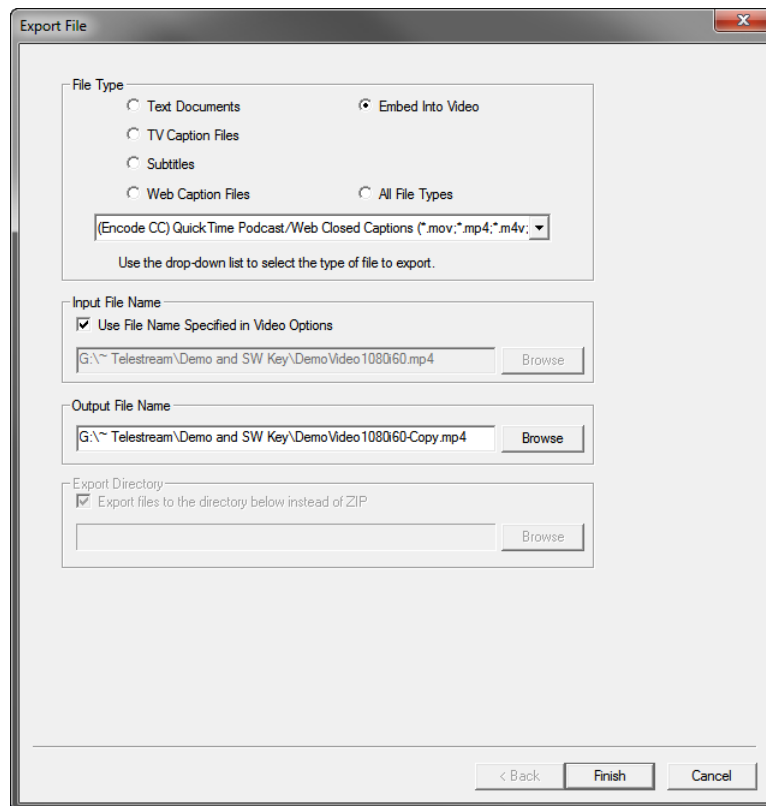 Export File
X
File Type
Text Documents
Embed Into Video
TV Caption Files
Subtitles
Web Caption Files
All File Types
(Encode CC) QuickTime Podcast/Web Closed Captions (*.mov;*.mp4;*.m4v;
Use the drop-down list to select the type of file to export.
Input File Name
Use File Name Specified in Video Options
G:\~ Telestream\Demo and SW Key\DemoVideo1080i60.mp4
Browse
Output File Name
G:\~ Telestream\Demo and SW Key\DemoVideo1080i60-Copy.mp4
Browse
Export Directory
Export files to the directory below instead of ZIP
Browse
< Back
Finish
Cancel